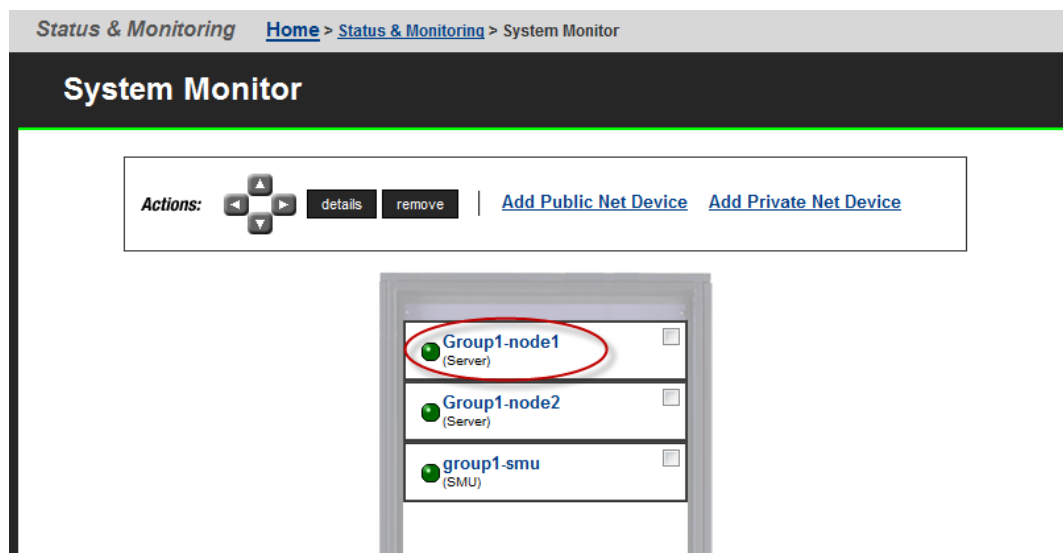 Status & Monitoring Home > Status & Monitoring > System Monitor
System Monitor
Actions: details remove | Add Public Net Device Add Private Net Device
Group1-node1
(Server)
Group1-node2
(Server)
group1-smu
(SMU)